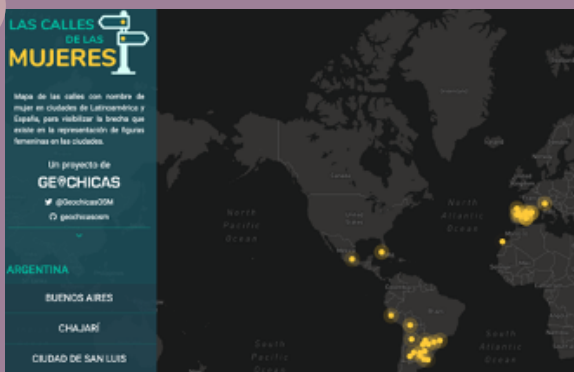 LAS CALLES
DE LAS
MUJERES
Mapa de las calles con nombre de
mujer en ciudades de Latinoamérica y
España, para visibilizar la brecha que
existe en la representación de figuras
femeninas en las ciudades.
Un proyecto de
GEOCHICAS
@GeochicasOSM
geochicasosm
ARGENTINA
BUENOS AIRES
CHAJARÍ
CIUDAD DE SAN LUIS
Canada
North
Pacific
Ocean
North
Atlantic
Ocean
South
Pacific
Ocean
South
Atlantic
Ocean